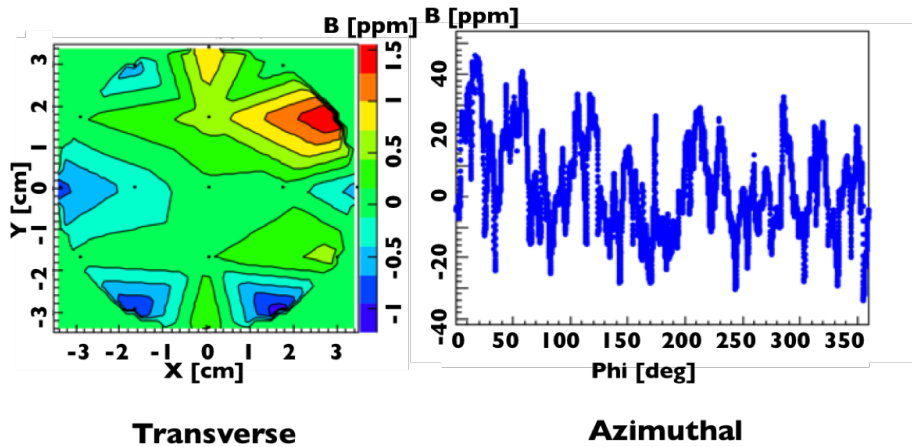 B [ppm]
3
2
1
0
-1
-2
-3
Y [cm]
-3 -2 -1 0 1 2 3
X [cm]
1.5
1
0.5
0
-0.5
-1
Transverse
B [ppm]
40
20
0
-20
-40
0 50 100 150 200 250 300 350
Phi [deg]
Azimuthal